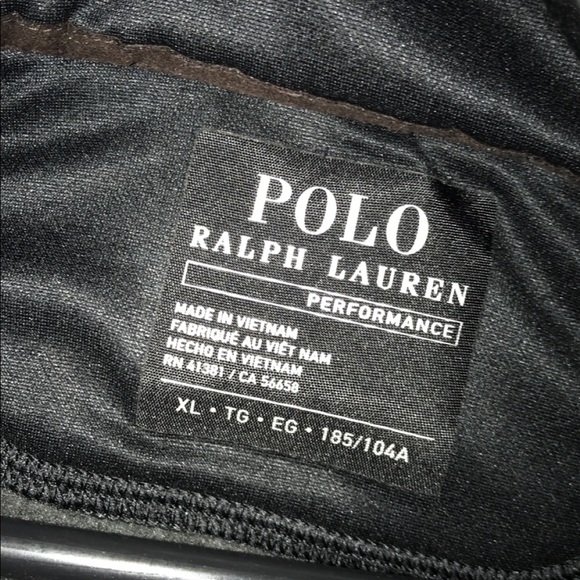 POLO
RALPH LAUREN
PERFORMANCE
MADE IN VIETNAM
FABRIQUÉ AU VIÊT NAM
HECHO EN VIETNAM
RN 41381 / CA 56658
XL • TG • EG • 185/104A